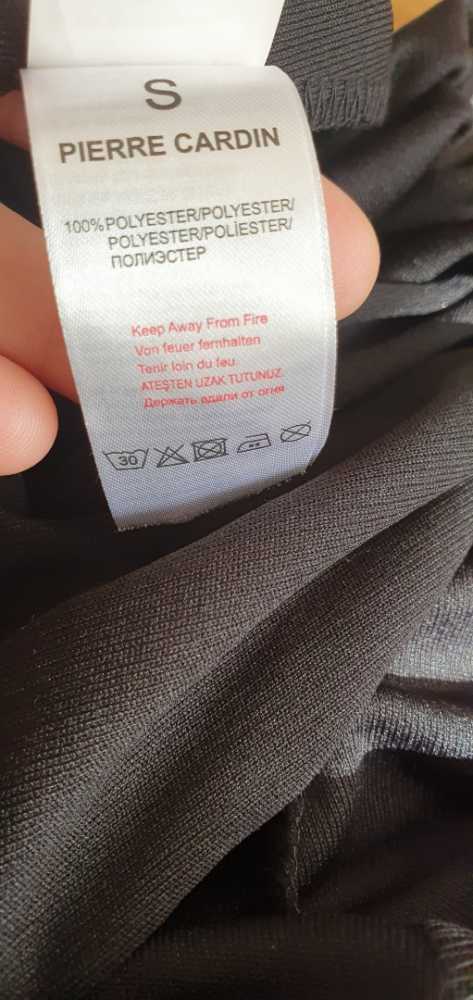 S
PIERRE CARDIN
100%POLYESTER/POLYESTER/
POLYESTER/POLİESTER/
ПОЛИЭСТЕР
Keep Away From Fire
Von feuer fernhalten
Tenir loin du feu.
ATEŞTEN UZAK TUTUNUZ
Держать вдали от огня
30